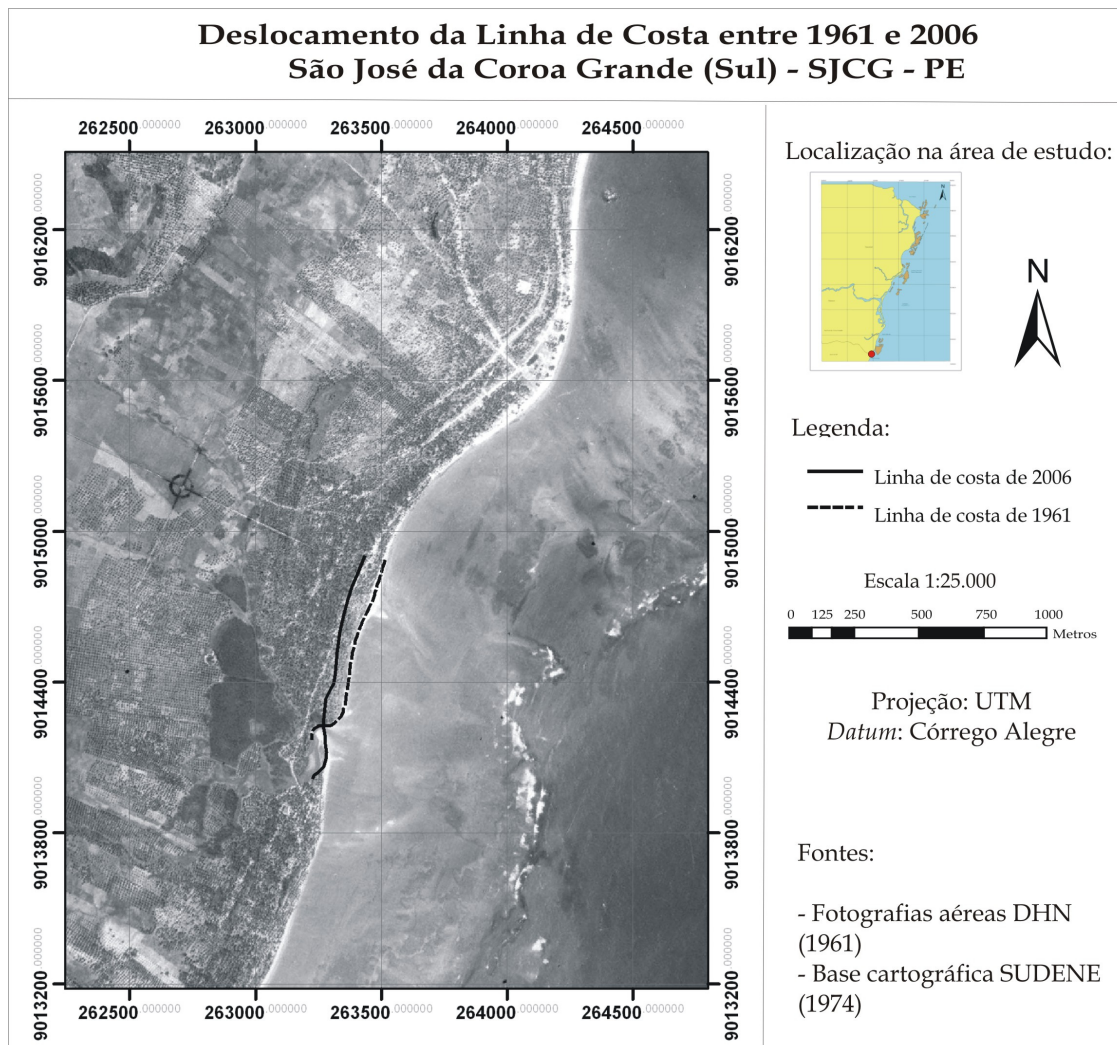 Deslocamento da Linha de Costa entre 1961 e 2006
São José da Coroa Grande (Sul) - SJCG - PE
262500.000000 263000.000000 263500.000000 264000.000000 264500.000000
9016200.000000
9015600.000000
9015000.000000
9014400.000000
9013800.000000
9013200.000000
9016200.000000
9015600.000000
9015000.000000
9014400.000000
9013800.000000
9013200.000000
262500.000000 263000.000000 263500.000000 264000.000000 264500.000000
Localização na área de estudo:
N
Legenda:
Linha de costa de 2006
Linha de costa de 1961
Escala 1:25.000
0 125 250 500 750 1000
Metros
Projeção: UTM
Datum: Córrego Alegre
Fontes:
- Fotografias aéreas DHN
(1961)
- Base cartográfica SUDENE
(1974)